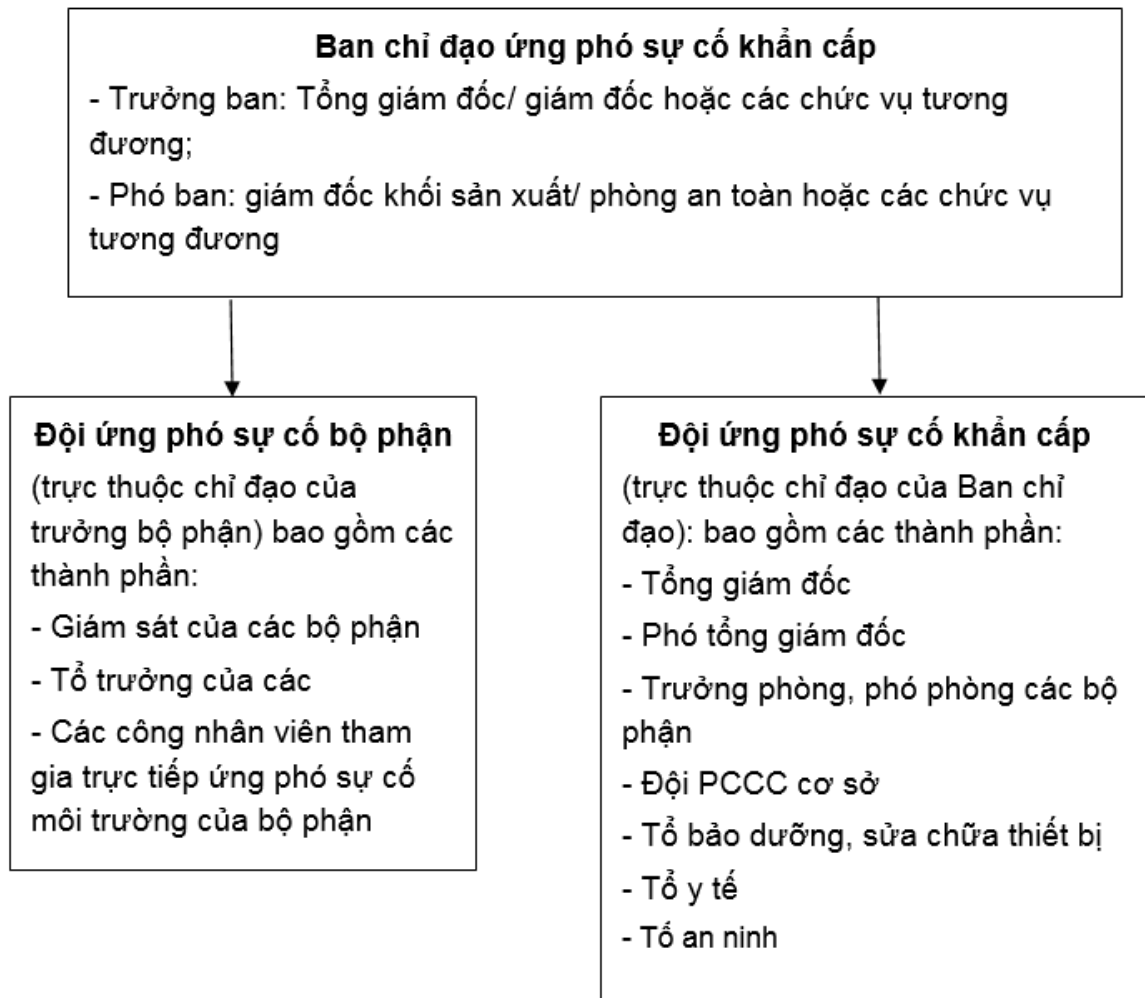 Ban chỉ đạo ứng phó sự cố khẩn cấp
- Trưởng ban: Tổng giám đốc/ giám đốc hoặc các chức vụ tương
đương;
- Phó ban: giám đốc khối sản xuất/ phòng an toàn hoặc các chức vụ
tương đương
Đội ứng phó sự cố bộ phận
(trực thuộc chỉ đạo của
trưởng bộ phận) bao gồm các
thành phần:
- Giám sát của các bộ phận
- Tổ trưởng của các
- Các công nhân viên tham
gia trực tiếp ứng phó sự cố
môi trường của bộ phận
Đội ứng phó sự cố khẩn cấp
(trực thuộc chỉ đạo của Ban chỉ
đạo): bao gồm các thành phần:
- Tổng giám đốc
- Phó tổng giám đốc
- Trưởng phòng, phó phòng các bộ
phận
- Đội PCCC cơ sở
- Tổ bảo dưỡng, sửa chữa thiết bị
- Tổ y tế
- Tổ an ninh